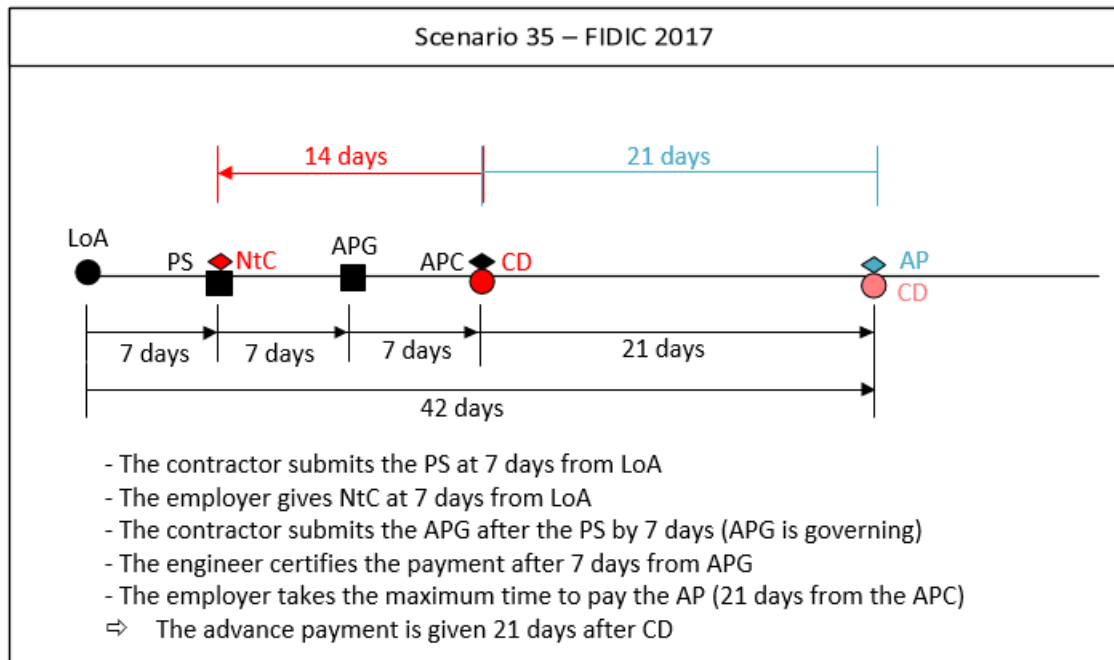 Scenario 35 – FIDIC 2017
14 days
21 days
LoA
PS
NtC
APG
APC
CD
AP
CD
7 days
7 days
7 days
21 days
42 days
- The contractor submits the PS at 7 days from LoA
- The employer gives NtC at 7 days from LoA
- The contractor submits the APG after the PS by 7 days (APG is governing)
- The engineer certifies the payment after 7 days from APG
- The employer takes the maximum time to pay the AP (21 days from the APC)
⇨ The advance payment is given 21 days after CD